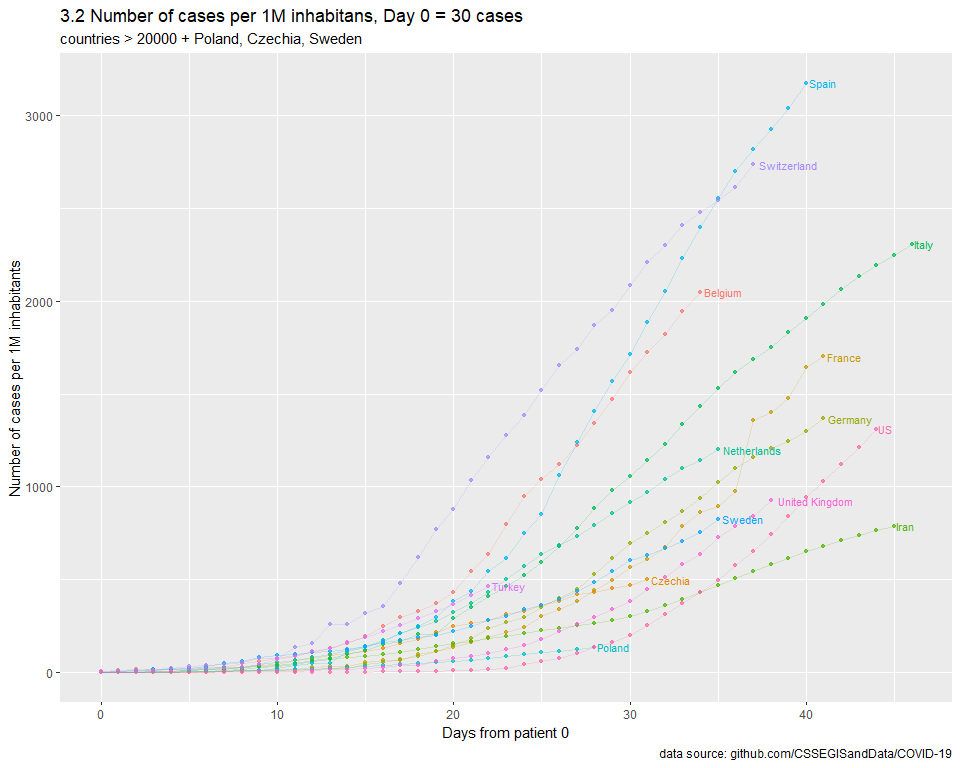 3.2 Number of cases per 1M inhabitans, Day 0 = 30 cases
countries > 20000 + Poland, Czechia, Sweden
Number of cases per 1M inhabitants
3000
2000
1000
0
Spain
Switzerland
Italy
Belgium
France
Germany
US
Netherlands
United Kingdom
Sweden
Iran
Czechia
Turkey
Poland
0 10 20 30 40
Days from patient 0
data source: github.com/CSSEGISandData/COVID-19